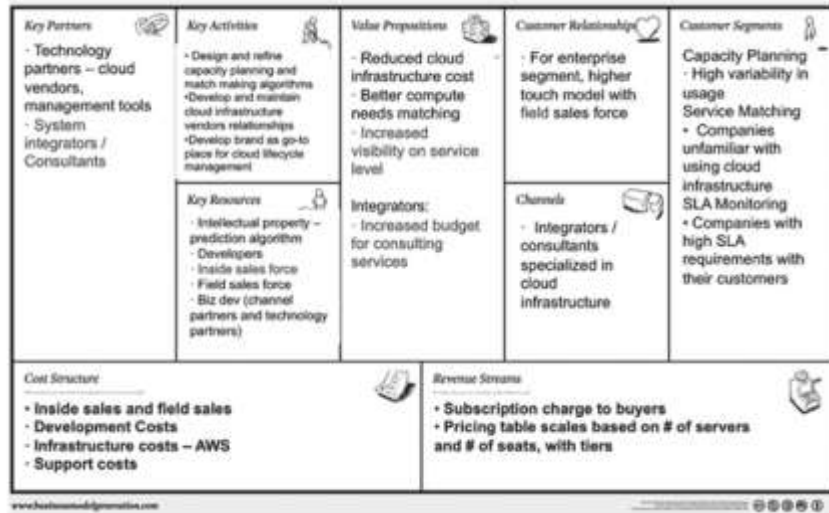 Key Partners
· Technology
partners – cloud
vendors,
management tools
· System
integrators /
Consultants
Key Activities
• Design and refine
capacity planning and
match making algorithms
•Develop and maintain
cloud infrastructure
vendors relationships
•Develop brand as go-to
place for cloud lifecycle
management
Key Resources
· Intellectual property –
prediction algorithm
· Developers
· Inside sales force
· Field sales force
· Biz dev (channel
partners and technology
partners)
Value Propositions
· Reduced cloud
infrastructure cost
· Better compute
needs matching
· Increased
visibility on service
level
Integrators:
· Increased budget
for consulting
services
Customer Relationships
· For enterprise
segment, higher
touch model with
field sales force
Channels
· Integrators /
consultants
specialized in
cloud
infrastructure
Customer Segments
Capacity Planning
· High variability in
usage
Service Matching
• Companies
unfamiliar with
using cloud
infrastructure
SLA Monitoring
• Companies with
high SLA
requirements with
their customers
Cost Structure
• Inside sales and field sales
• Development Costs
· Infrastructure costs – AWS
· Support costs
Revenue Streams
• Subscription charge to buyers
• Pricing table scales based on # of servers
and # of seats, with tiers
www.businessmodelgeneration.com